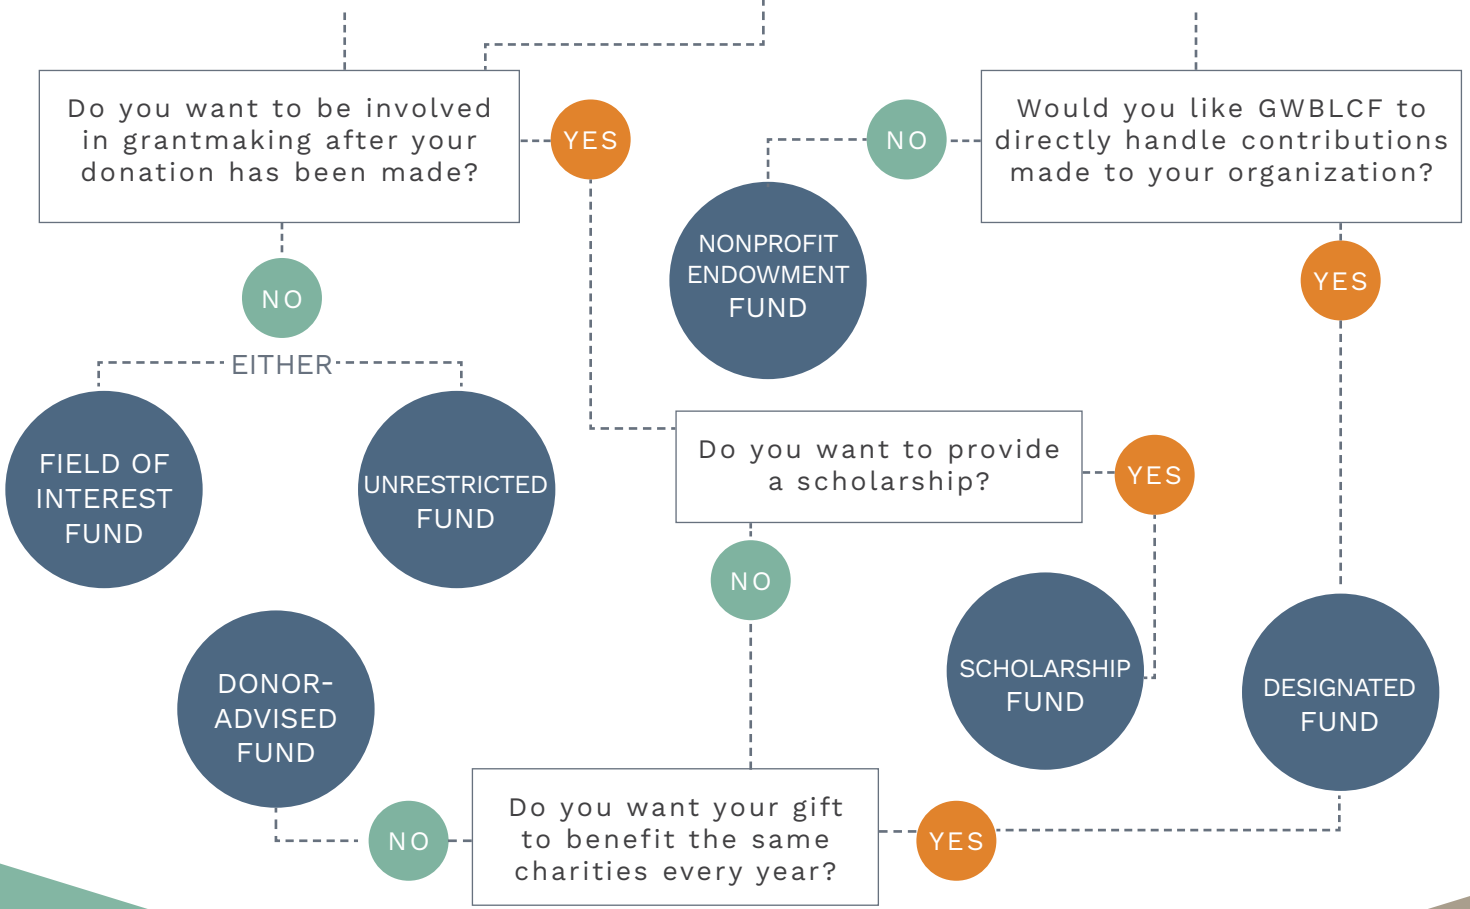 Do you want to be involved
in grantmaking after your
donation has been made?
YES
NO
Would you like GWBLCF to
directly handle contributions
made to your organization?
NONPROFIT
ENDOWMENT
FUND
YES
NO
EITHER
FIELD OF
INTEREST
FUND
UNRESTRICTED
FUND
Do you want to provide
a scholarship?
YES
NO
SCHOLARSHIP
FUND
DESIGNATED
FUND
DONOR-
ADVISED
FUND
NO
Do you want your gift
to benefit the same
charities every year?
YES